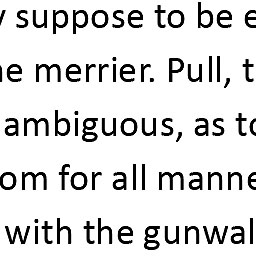 y suppose to be e
he merrier. Pull, t
ambiguous, as to
om for all manne
with the gunwal